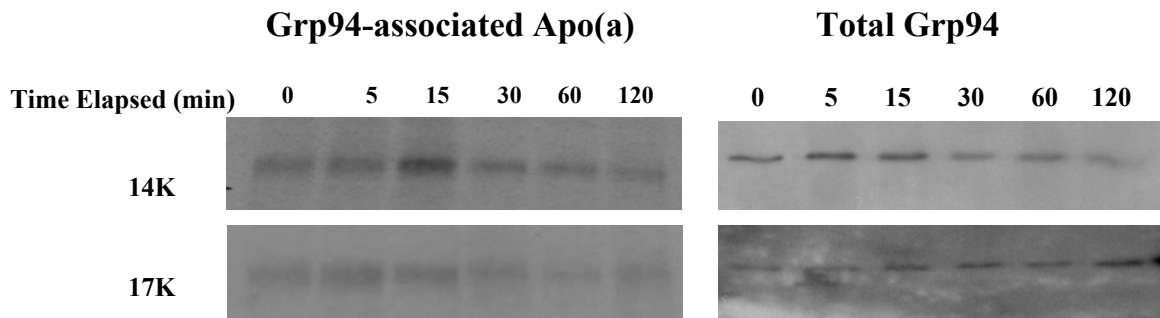 Grp94-associated Apo(a) Total Grp94
Time Elapsed (min) 0 5 15 30 60 120 0 5 15 30 60 120
14K
17K